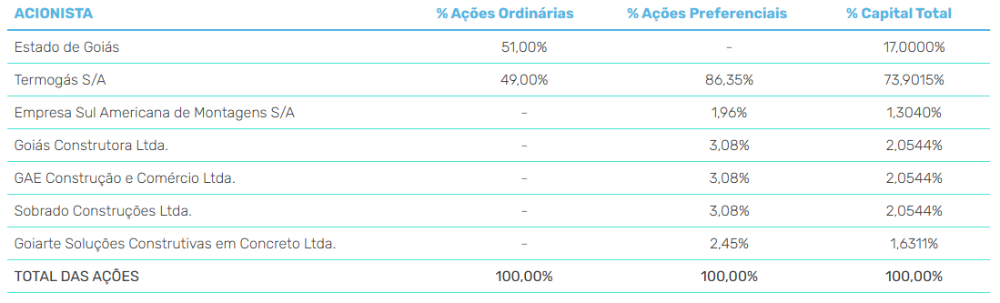 ACIONISTA % Ações Ordinárias % Ações Preferenciais % Capital Total
Estado de Goiás 51,00% - 17,0000%
Termogás S/A 49,00% 86,35% 73,9015%
Empresa Sul Americana de Montagens S/A - 1,96% 1,3040%
Goiás Construtora Ltda. - 3,08% 2,0544%
GAE Construção e Comércio Ltda. - 3,08% 2,0544%
Sobrado Construções Ltda. - 3,08% 2,0544%
Goiarte Soluções Construtivas em Concreto Ltda. - 2,45% 1,6311%
TOTAL DAS AÇÕES 100,00% 100,00% 100,00%